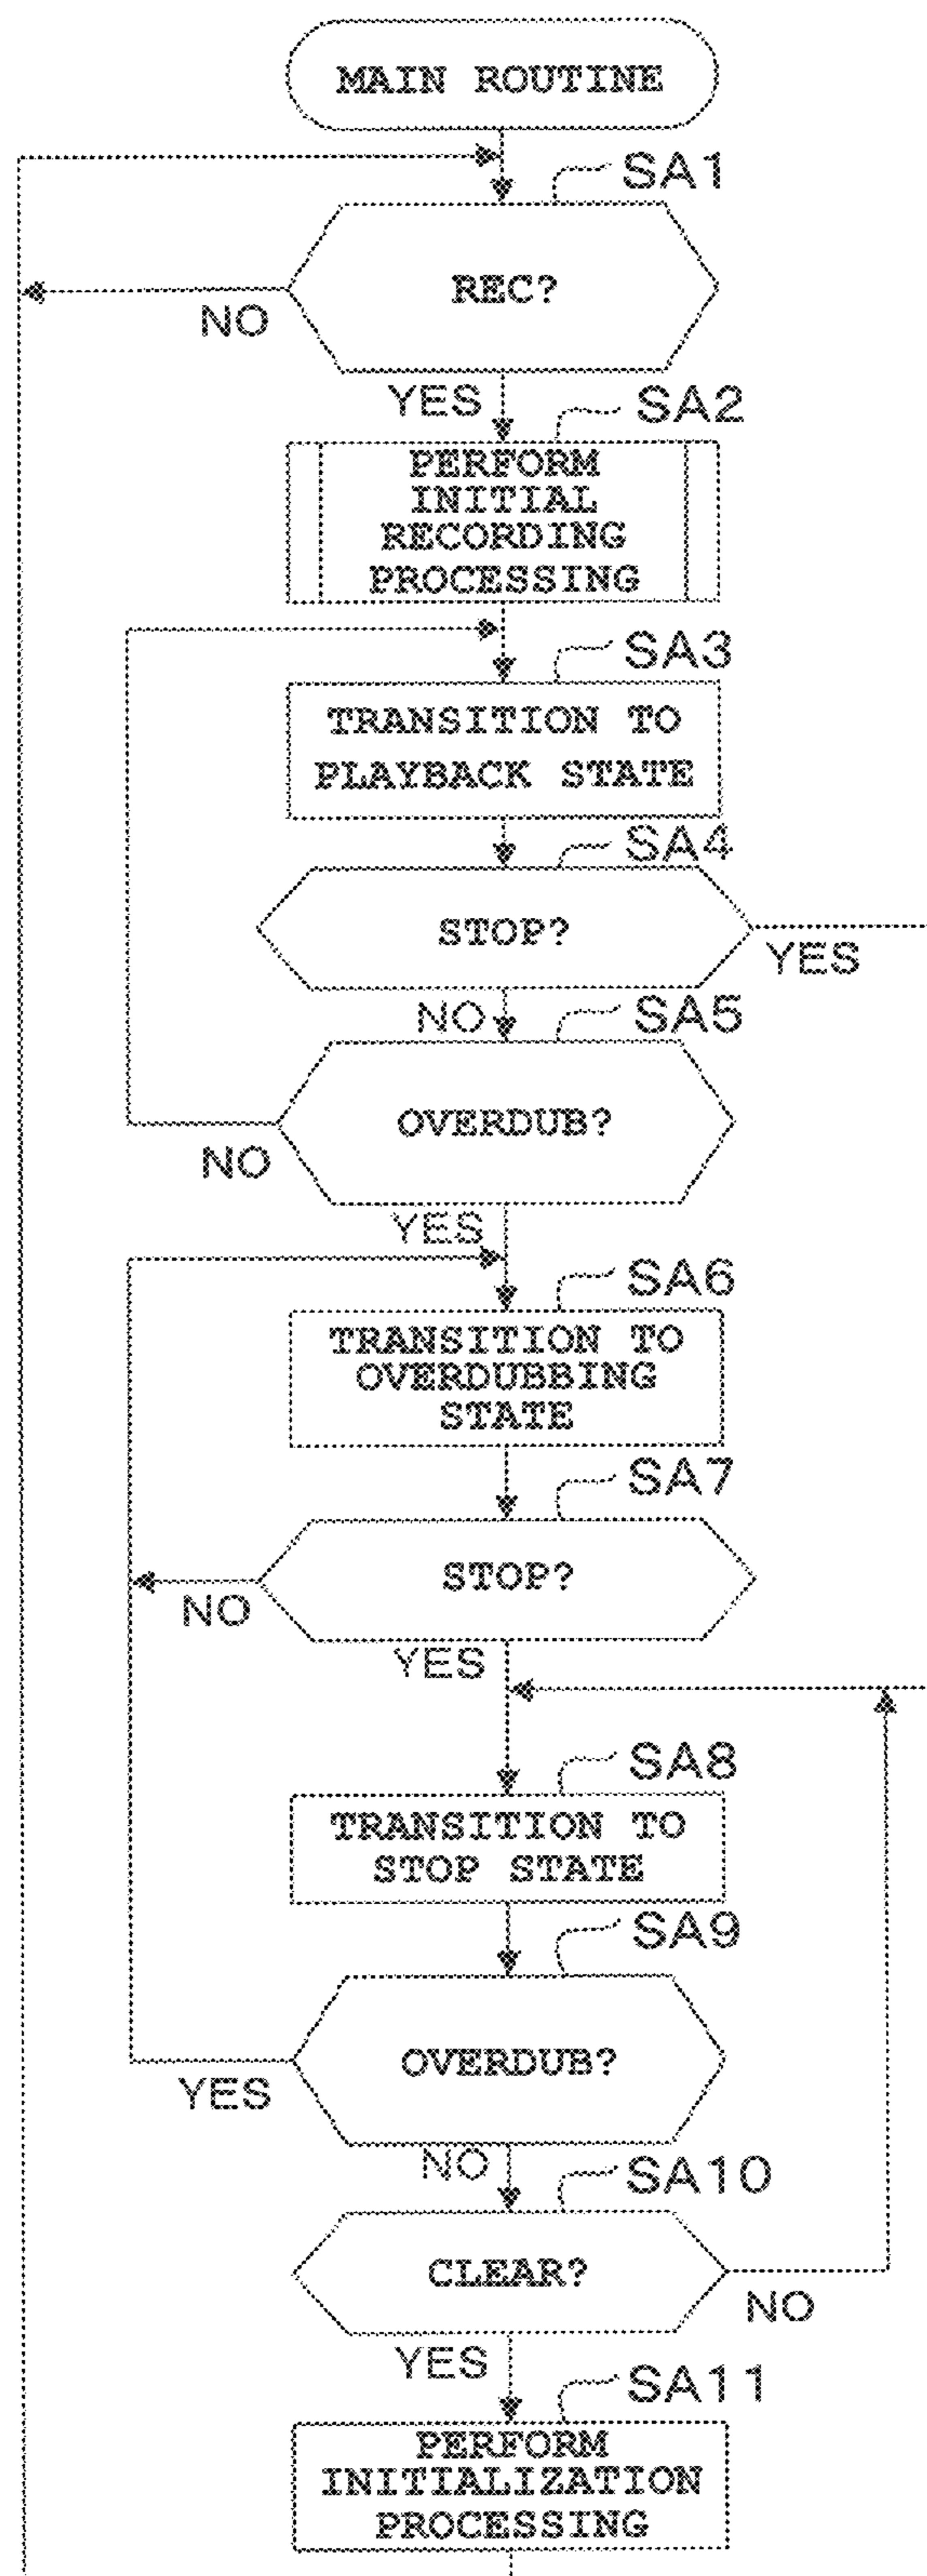 MAIN ROUTINE
SA1
REC?
NO
YES
SA2
PERFORM
INITIAL
RECORDING
PROCESSING
SA3
TRANSITION TO
PLAYBACK STATE
SA4
STOP?
YES
NO
SA5
OVERDUB?
NO
YES
SA6
TRANSITION TO
OVERDUBBING
STATE
SA7
STOP?
NO
YES
SA8
TRANSITION TO
STOP STATE
SA9
OVERDUB?
YES
NO
SA10
CLEAR?
NO
YES
SA11
PERFORM
INITIALIZATION
PROCESSING